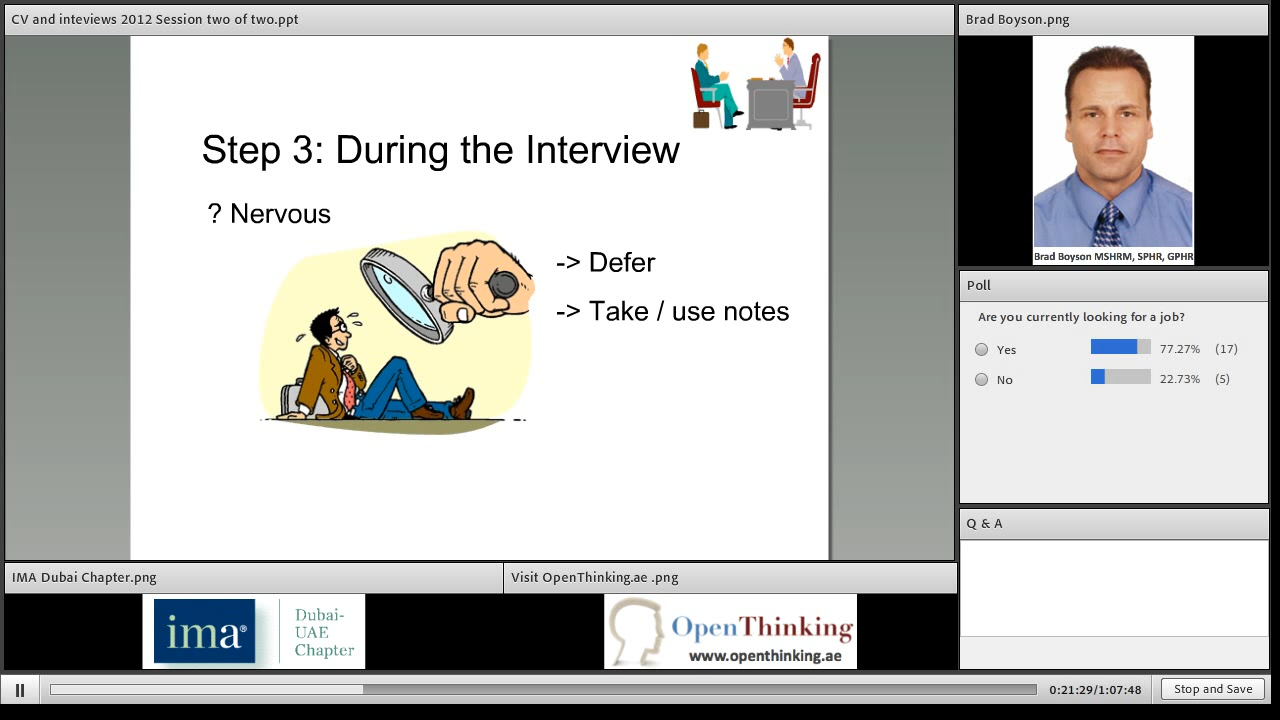 CV and inteviews 2012 Session two of two.ppt
Step 3: During the Interview
? Nervous
-> Defer
-> Take / use notes
Brad Boyson.png
Brad Boyson MSHRM, SPHR, GPHR
Poll
Are you currently looking for a job?
Yes 77.27% (17)
No 22.73% (5)
Q & A
IMA Dubai Chapter.png
ima®
Dubai-
UAE
Chapter
Visit OpenThinking.ae .png
OpenThinking
www.openthinking.ae
0:21:29/1:07:48
Stop and Save